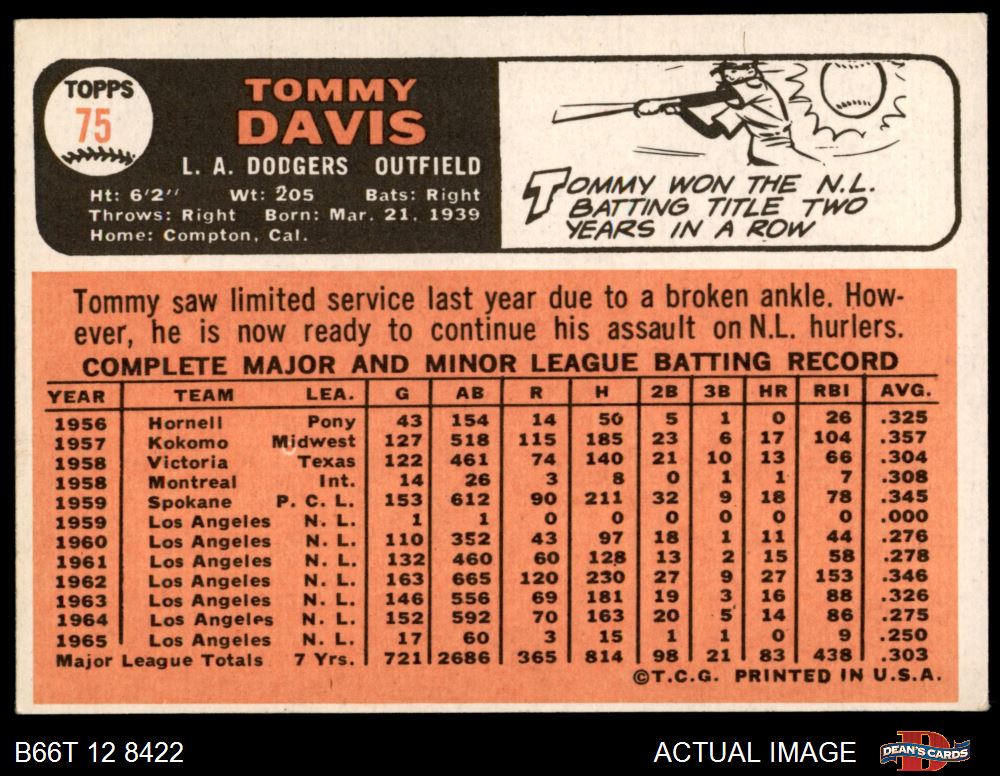 TOPPS
75
TOMMY
DAVIS
L. A. DODGERS OUTFIELD
Ht: 6'2" Wt: 205 Bats: Right
Throws: Right Born: Mar. 21, 1939
Home: Compton, Cal.
TOMMY WON THE N.L.
BATTING TITLE TWO
YEARS IN A ROW
Tommy saw limited service last year due to a broken ankle. How-
ever, he is now ready to continue his assault on N.L. hurlers.
COMPLETE MAJOR AND MINOR LEAGUE BATTING RECORD
YEAR TEAM LEA. G AB R H 2B 3B HR RBI AVG.
1956 Hornell Pony 43 154 14 50 5 1 0 26 .325
1957 Kokomo Midwest 127 518 115 185 23 6 17 104 .357
1958 Victoria Texas 122 461 74 140 21 10 13 66 .304
1958 Montreal Int. 14 26 3 8 0 1 1 7 .308
1959 Spokane P. C. L. 153 612 90 211 32 9 18 78 .345
1959 Los Angeles N. L. 1 1 0 0 0 0 0 0 .000
1960 Los Angeles N. L. 110 352 43 97 18 1 11 44 .276
1961 Los Angeles N. L. 132 460 60 128 13 2 15 58 .278
1962 Los Angeles N. L. 163 665 120 230 27 9 27 153 .346
1963 Los Angeles N. L. 146 556 69 181 19 3 16 88 .326
1964 Los Angeles N. L. 152 592 70 163 20 5 14 86 .275
1965 Los Angeles N. L. 17 60 3 15 1 1 0 9 .250
Major League Totals 7 Yrs. 721 2686 365 814 98 21 83 438 .303
©T.C.G. PRINTED IN U.S.A.
B66T 12 8422
ACTUAL IMAGE
DEAN'S CARDS